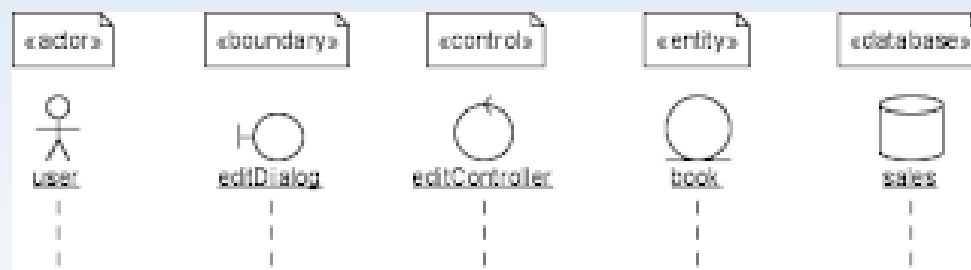 «actor» «boundary» «control» «entity» «database»
user editDialog editController book sales